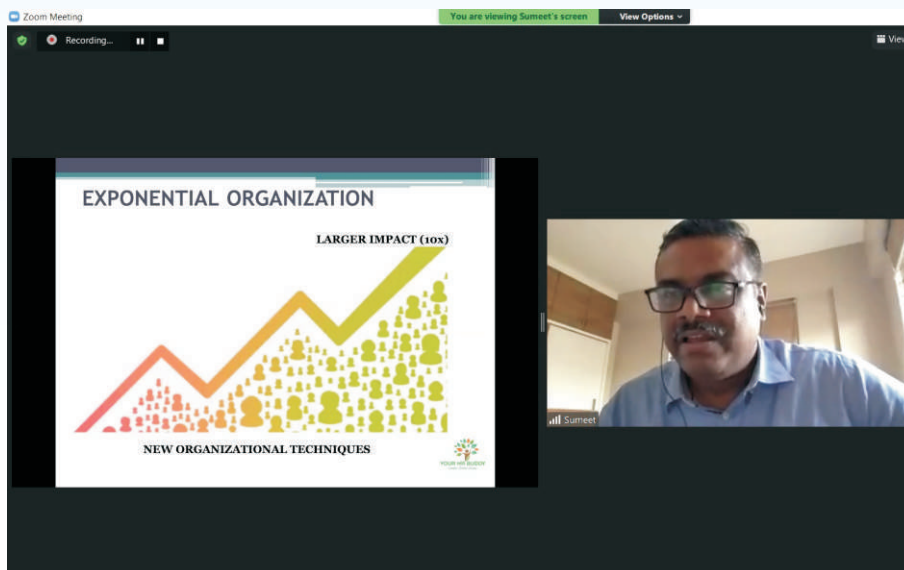 Zoom Meeting
You are viewing Sumeet's screen
View Options
Recording...
View
EXPONENTIAL ORGANIZATION
LARGER IMPACT (10x)
NEW ORGANIZATIONAL TECHNIQUES
YOUR HR BUDDY
Sumeet